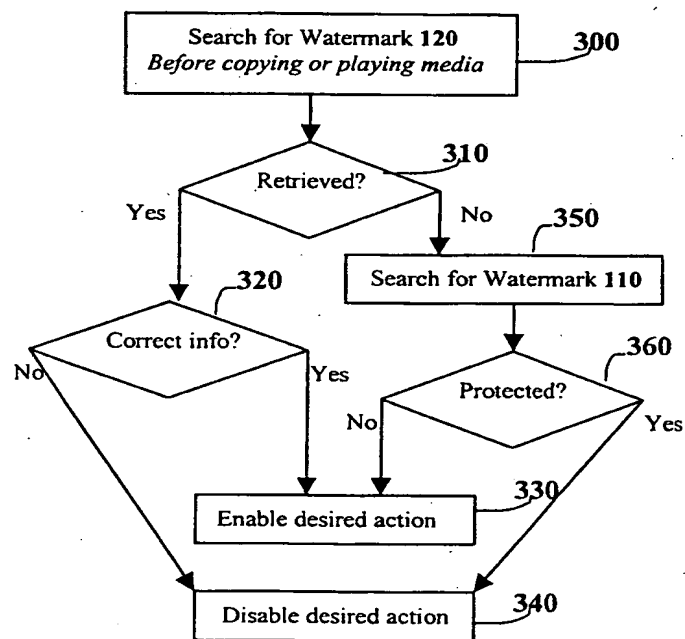 Search for Watermark 120
Before copying or playing media
300
310
Retrieved?
Yes
No
350
Search for Watermark 110
320
Correct info?
No
Yes
360
Protected?
No
Yes
330
Enable desired action
340
Disable desired action